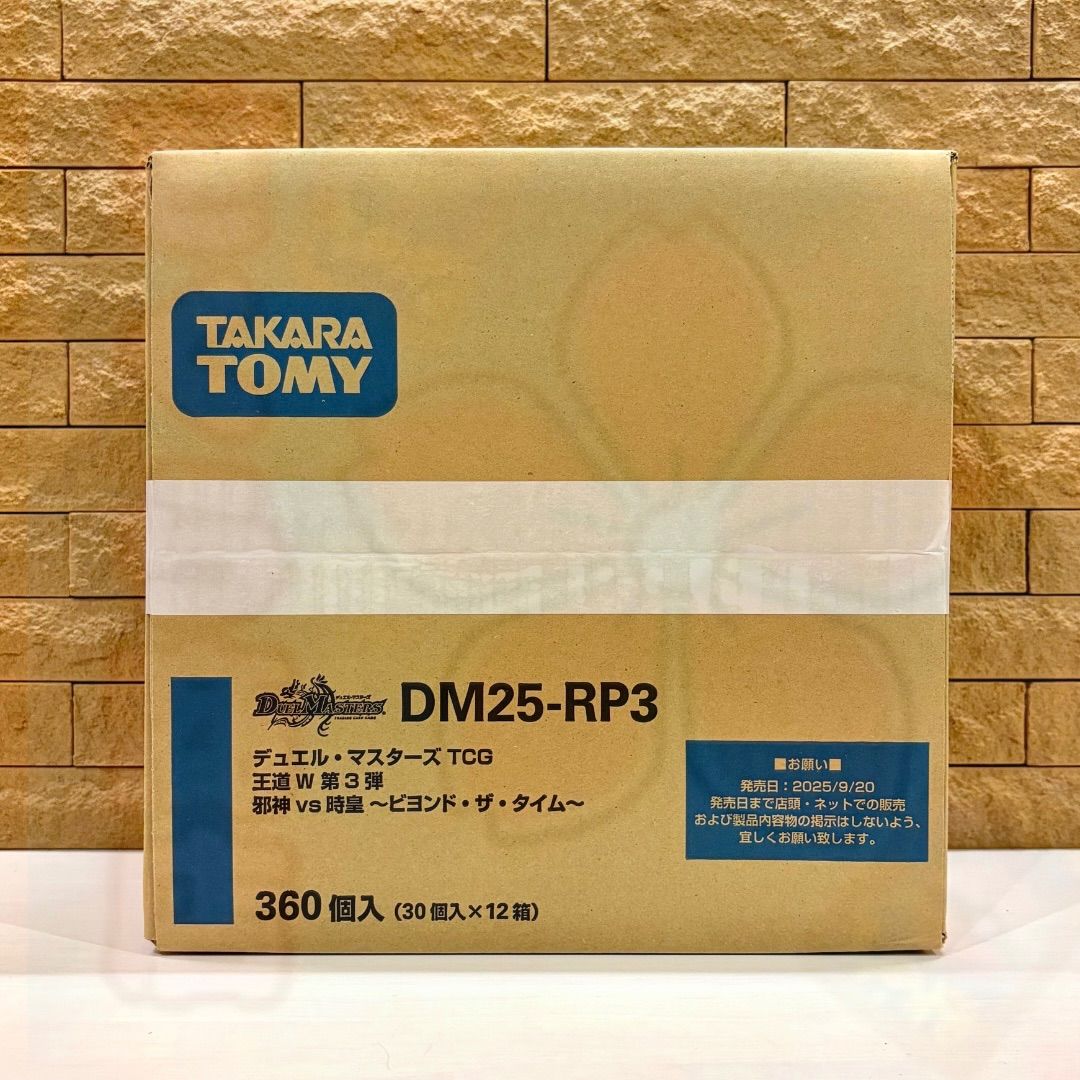 TAKARA
TOMY
デュエル・マスターズ
DUEL MASTERS
TRADING CARD GAME
DM25-RP3
デュエル・マスターズ TCG
王道 W 第3弾
邪神 vs 時皇 ～ビヨンド・ザ・タイム～
360個入 (30個入×12箱)
■お願い■
発売日:2025/9/20
発売日まで店頭・ネットでの販売
および製品内容物の掲示はしないよう、
宜しくお願い致します。